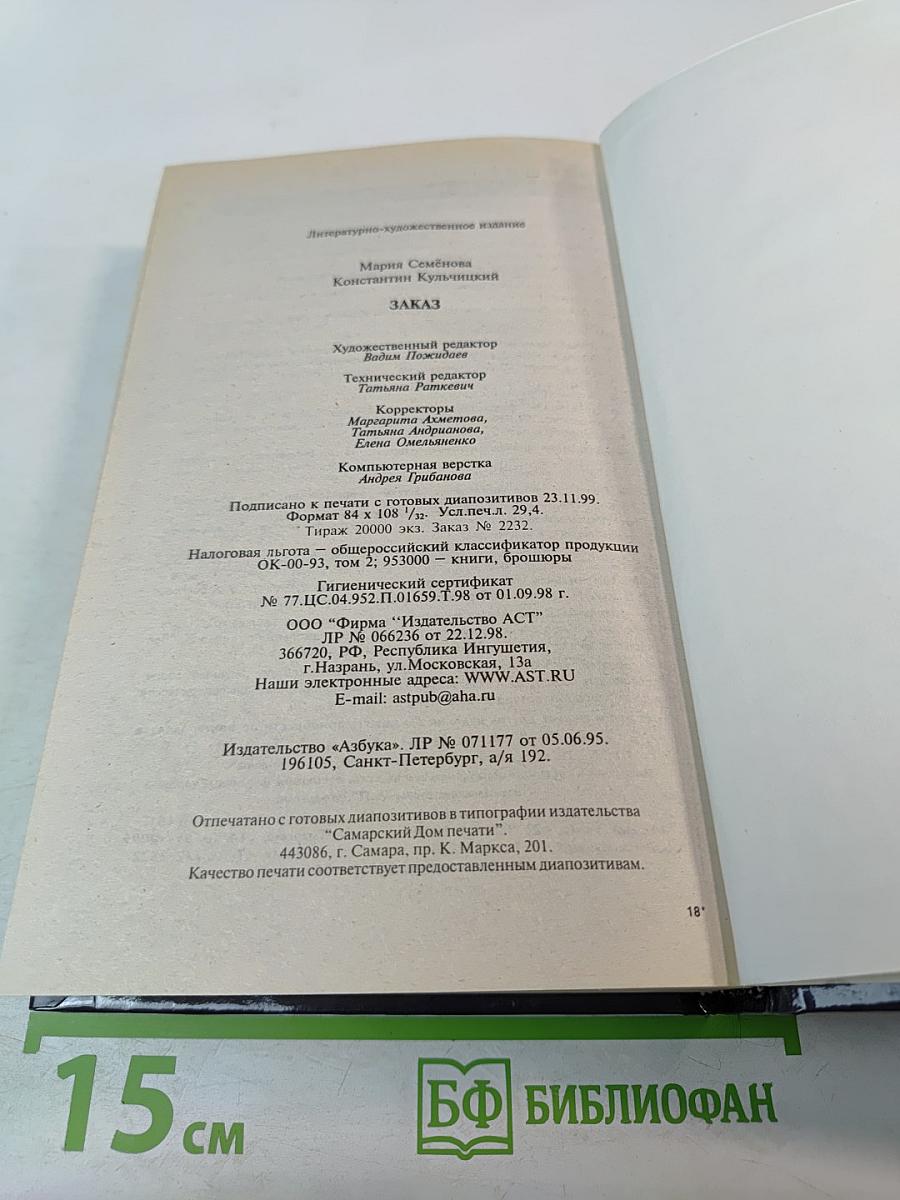 Литературно-художественное издание
Мария Семёнова
Константин Кульчицкий
ЗАКАЗ
Художественный редактор
Вадим Пожидаев
Технический редактор
Татьяна Раткевич
Корректоры
Маргарита Ахметова,
Татьяна Андрианова,
Елена Омельяненко
Компьютерная верстка
Андрея Грибанова
Подписано к печати с готовых диапозитивов 23.11.99.
Формат 84 х 108 ¹/₃₂. Усл.печ.л. 29,4.
Тираж 20000 экз. Заказ № 2232.
Налоговая льгота — общероссийский классификатор продукции
ОК-00-93, том 2; 953000 — книги, брошюры
Гигиенический сертификат
№ 77.ЦС.04.952.П.01659.Т.98 от 01.09.98 г.
ООО “Фирма “Издательство АСТ”
ЛР № 066236 от 22.12.98.
366720, РФ, Республика Ингушетия,
г.Назрань, ул.Московская, 13а
Наши электронные адреса: WWW.AST.RU
E-mail: astpub@aha.ru
Издательство «Азбука». ЛР № 071177 от 05.06.95.
196105, Санкт-Петербург, а/я 192.
Отпечатано с готовых диапозитивов в типографии издательства
“Самарский Дом печати”.
443086, г. Самара, пр. К. Маркса, 201.
Качество печати соответствует предоставленным диапозитивам.
18*
15 см
БФ БИБЛИОФАН